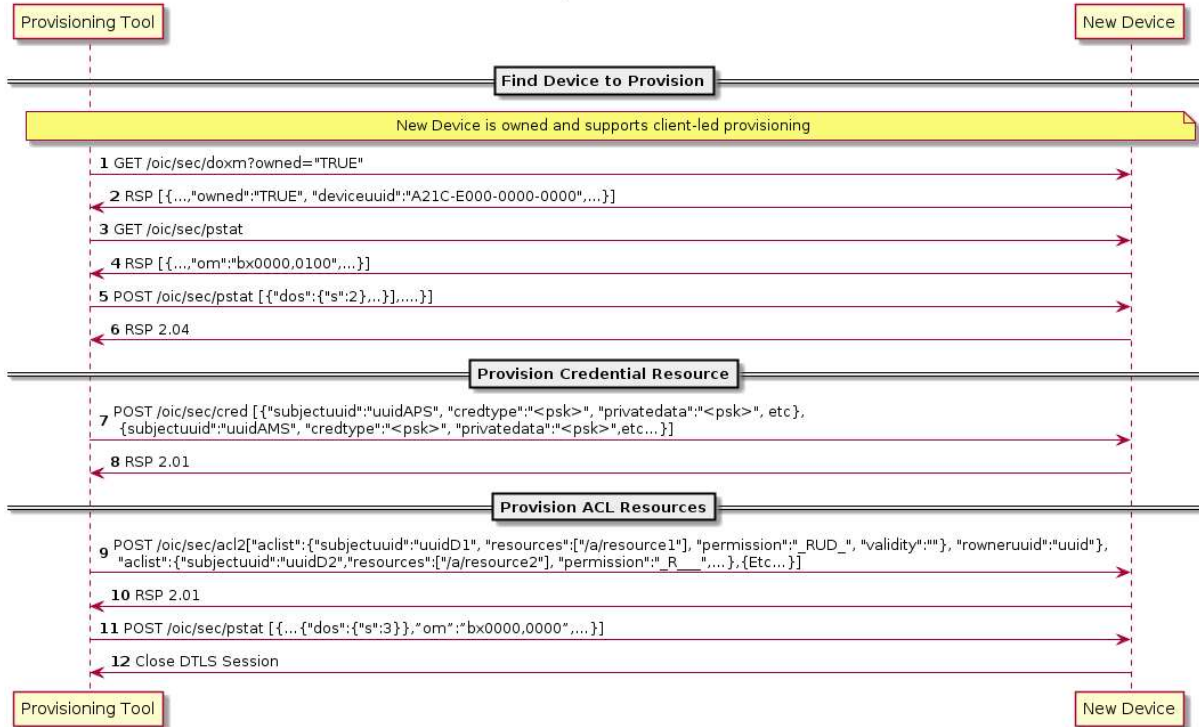 Provisioning Tool
New Device
Find Device to Provision
New Device is owned and supports client-led provisioning
1 GET /oic/sec/doxm?owned="TRUE"
2 RSP [{...,"owned":"TRUE", "deviceuuid":"A21C-E000-0000-0000",...}]
3 GET /oic/sec/pstat
4 RSP [{...,"om":"bx0000,0100",...}]
5 POST /oic/sec/pstat [{"dos":{"s":2},..}],....}]
6 RSP 2.04
Provision Credential Resource
7 POST /oic/sec/cred [{"subjectuuid":"uuidAPS", "credtype":"<psk>", "privatedata":"<psk>", etc},
{subjectuuid":"uuidAMS", "credtype":"<psk>", "privatedata":"<psk>",etc...}]
8 RSP 2.01
Provision ACL Resources
9 POST /oic/sec/acl2["aclist":{"subjectuuid":"uuidD1", "resources":["/a/resource1"], "permission":"_RUD_", "validity":""}, "rowneruuid":"uuid"},
"aclist":{"subjectuuid":"uuidD2","resources":["/a/resource2"], "permission":"_R___",...},{Etc...}]
10 RSP 2.01
11 POST /oic/sec/pstat [{...{"dos":{"s":3}},”om”:”bx0000,0000”,...}]
12 Close DTLS Session
Provisioning Tool
New Device